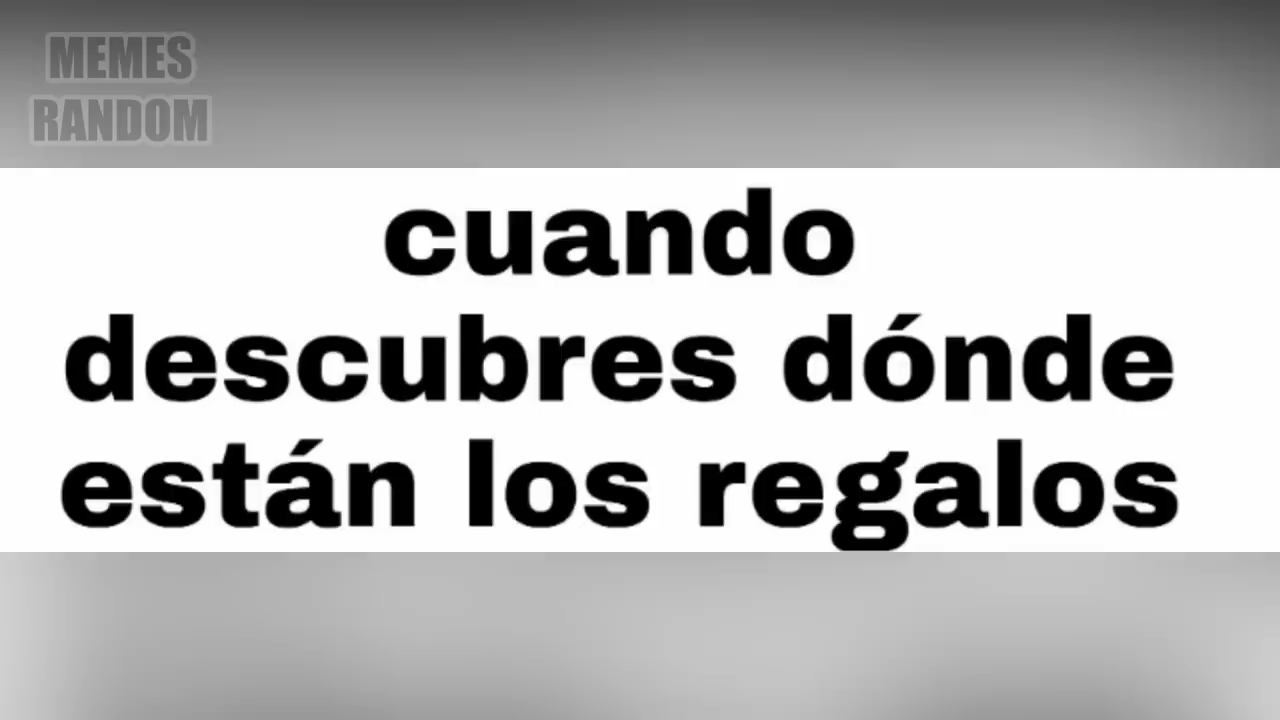 MEMES
RANDOM
cuando
descubres dónde
están los regalos